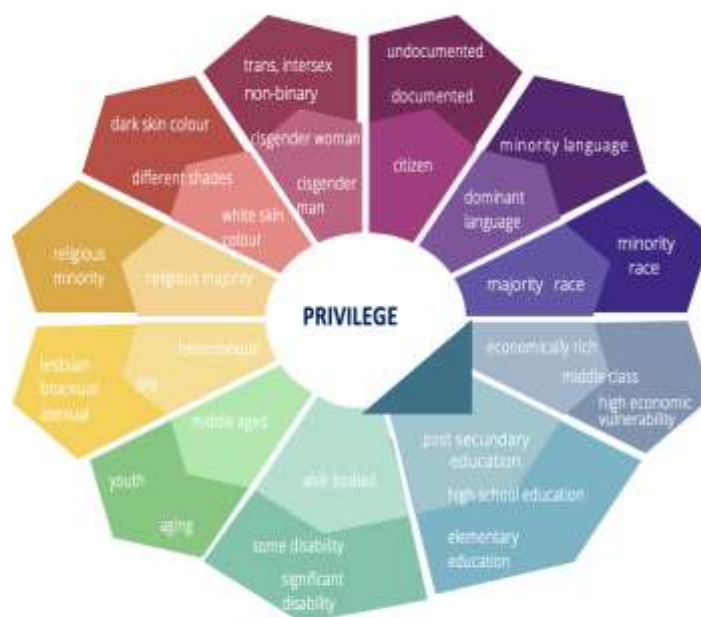 trans, intersex
non-binary
cisgender woman
cisgender
man
undocumented
documented
citizen
minority language
dominant
language
minority
race
majority race
economically rich
middle class
high economic
vulnerability
post secondary
education
high school education
elementary
education
able bodied
some disability
significant
disability
middle aged
youth
aging
heterosexual
lesbian
bisexual
religious majority
religious
minority
dark skin colour
different shades
white skin
colour
PRIVILEGE